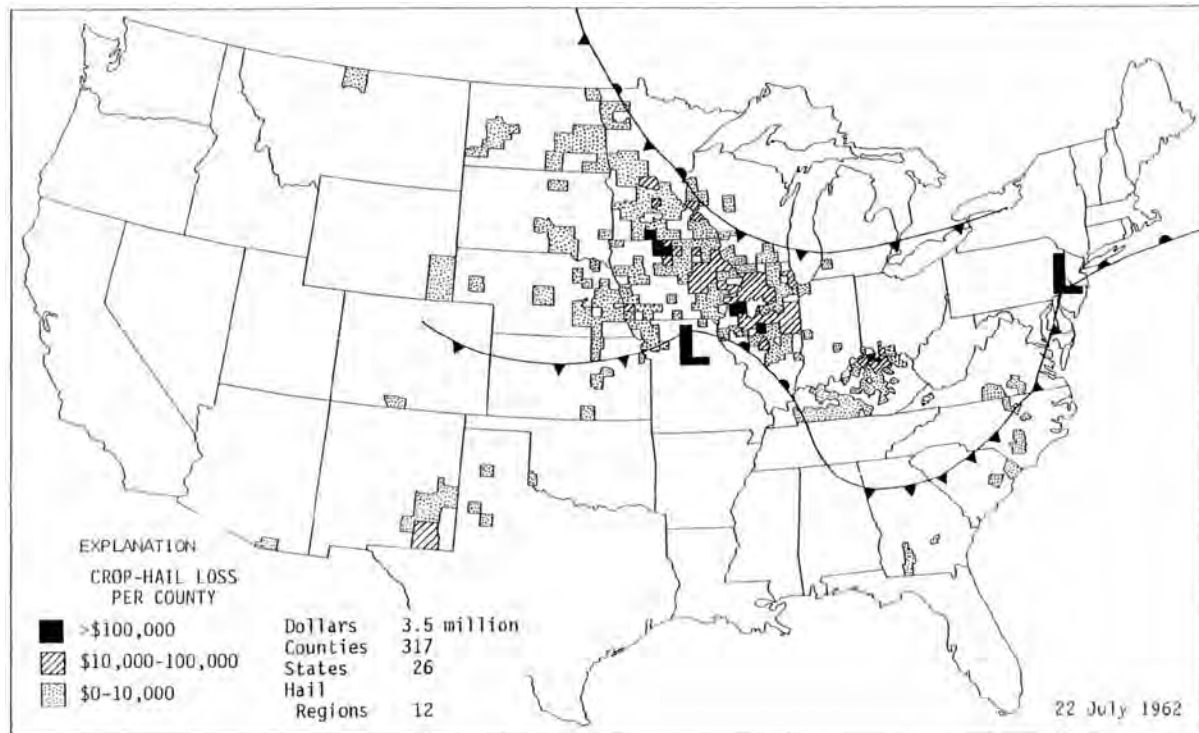 L
L
EXPLANATION
CROP-HAIL LOSS
PER COUNTY
>$100,000
$10,000-100,000
$0-10,000
Dollars 3.5 million
Counties 317
States 26
Hail
Regions 12
22 July 1962